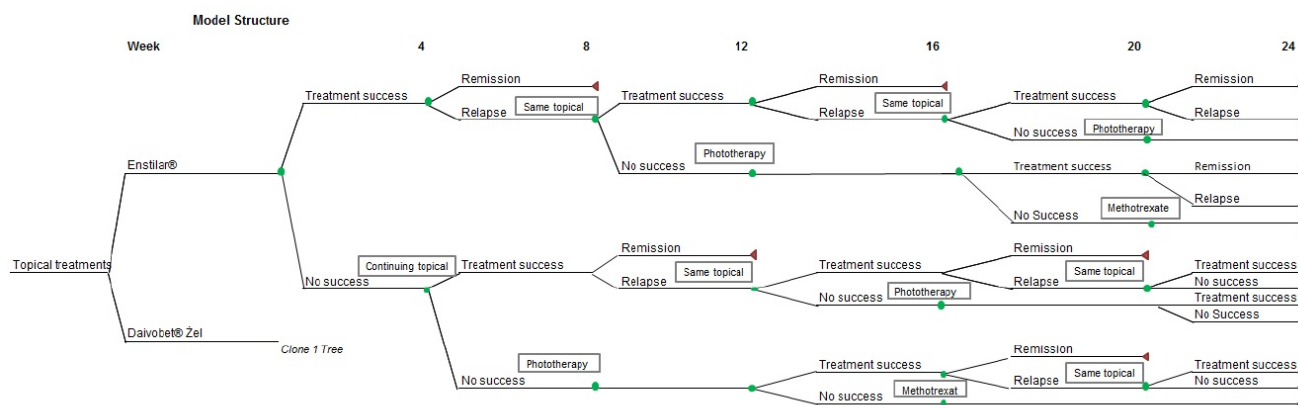 Model Structure
Week 4 8 12 16 20 24
Remission Remission
Treatment success Same topical Treatment success Same topical Treatment success Remission
Relapse Relapse Relapse
No success Phototherapy
Enstilar® No success Phototherapy Treatment success Remission
Relapse
No Success Methotrexate
Remission Remission
Topical treatments Continuing topical Treatment success Same topical Treatment success Same topical Treatment success
No success Relapse Relapse No success
No success Phototherapy Treatment success
No Success
Daivobet® Żel
Clone 1 Tree
Remission
Phototherapy Treatment success Same topical Treatment success
No success Relapse No success
No success Methotrexat